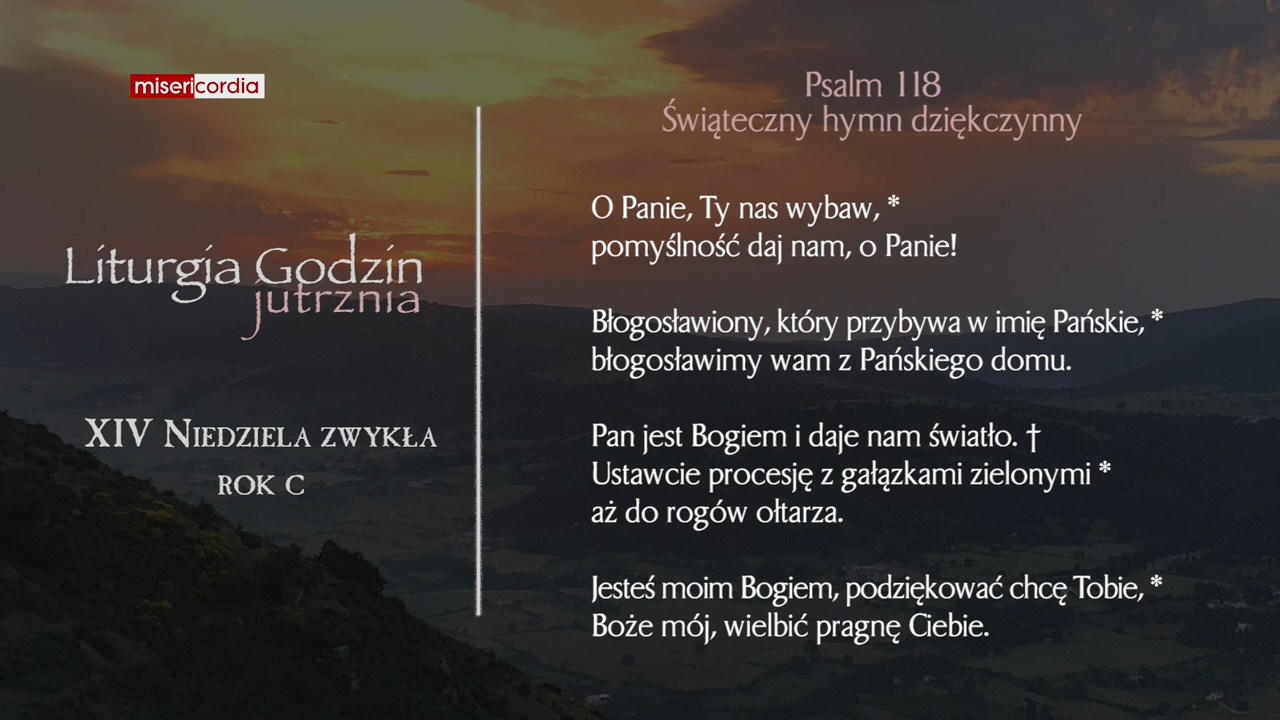 misericordia
Liturgia Godzin
jutrznia
XIV Niedziela zwykła
rok C
Psalm 118
Świąteczny hymn dziękczynny
O Panie, Ty nas wybaw, *
pomyślność daj nam, o Panie!
Błogosławiony, który przybywa w imię Pańskie, *
błogosławimy wam z Pańskiego domu.
Pan jest Bogiem i daje nam światło. †
Ustawcie procesję z gałązkami zielonymi *
aż do rogów ołtarza.
Jesteś moim Bogiem, podziękować chcę Tobie, *
Boże mój, wielbić pragnę Ciebie.